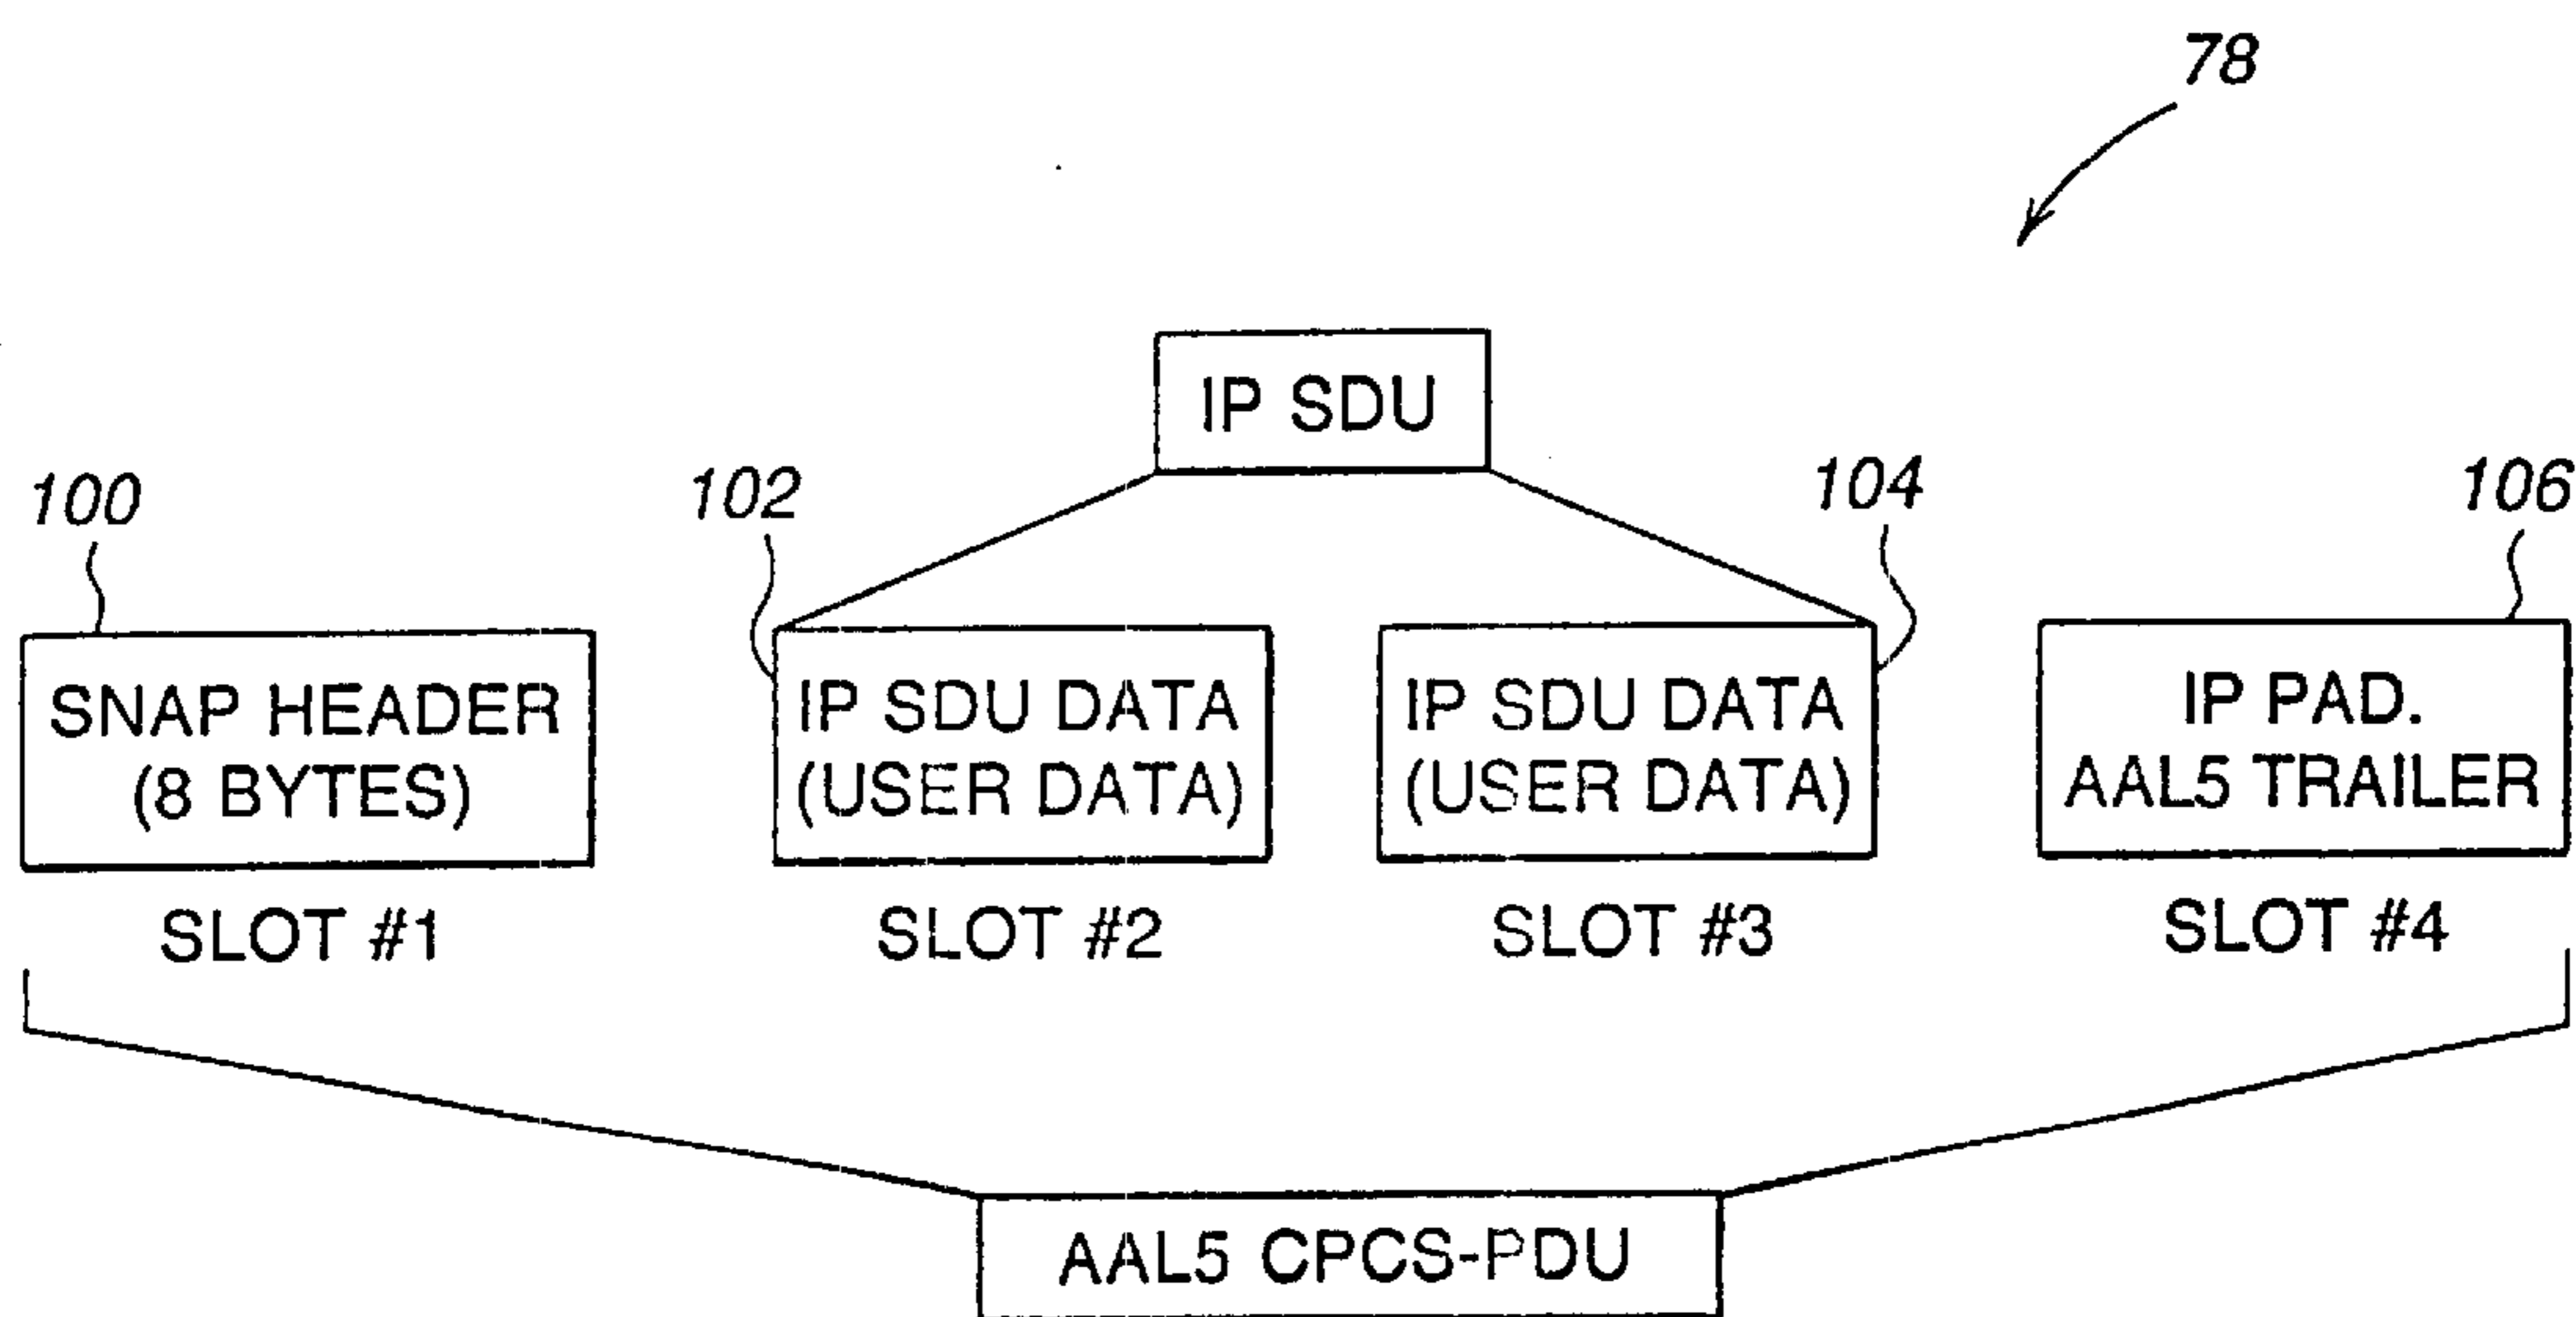 78
IP SDU
100
102
104
106
SNAP HEADER
(8 BYTES)
IP SDU DATA
(USER DATA)
IP SDU DATA
(USER DATA)
IP PAD.
AAL5 TRAILER
SLOT #1
SLOT #2
SLOT #3
SLOT #4
AAL5 CPCS-PDU